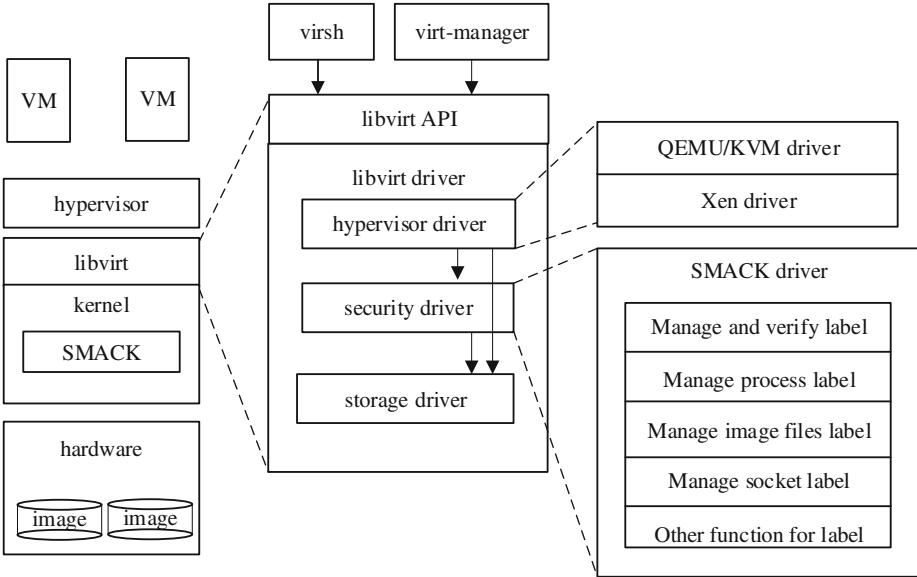 virsh
virt-manager
VM
VM
hypervisor
libvirt
kernel
SMACK
hardware
image
image
libvirt API
libvirt driver
hypervisor driver
security driver
storage driver
QEMU/KVM driver
Xen driver
SMACK driver
Manage and verify label
Manage process label
Manage image files label
Manage socket label
Other function for label